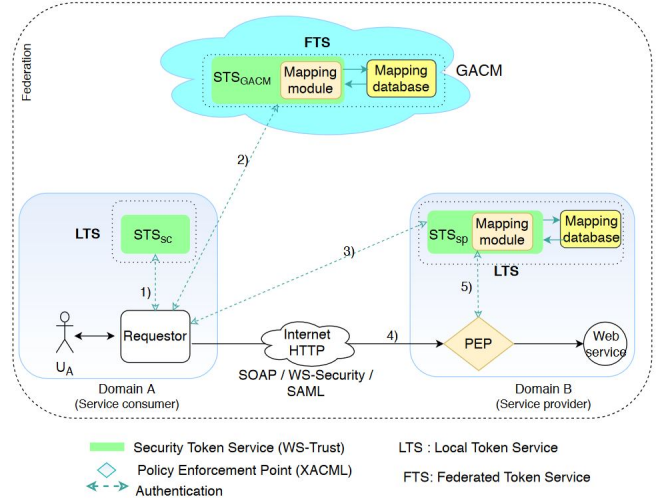 Federation
FTS
STSGACM
Mapping
module
Mapping
database
GACM
2)
LTS
STSsc
STSsp
Mapping
module
Mapping
database
LTS
3)
1)
5)
UA
Requestor
Internet
HTTP
4)
PEP
Web
service
SOAP / WS-Security /
SAML
Domain A
(Service consumer)
Domain B
(Service provider)
Security Token Service (WS-Trust)
LTS : Local Token Service
Policy Enforcement Point (XACML)
FTS: Federated Token Service
Authentication